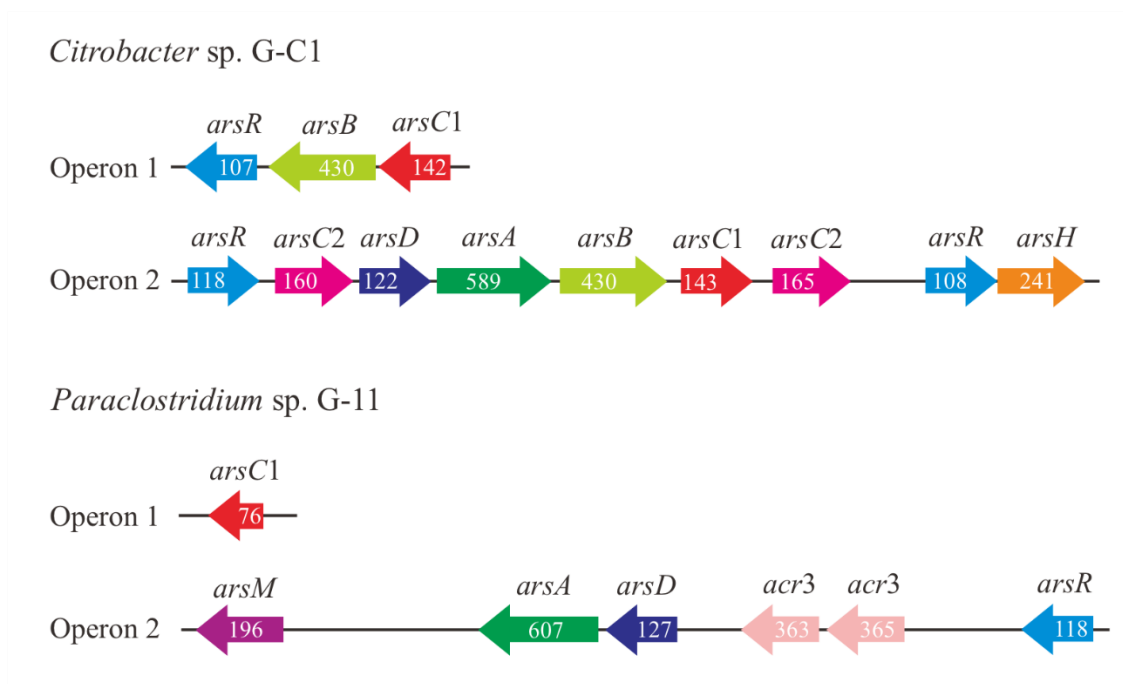 Citrobacter sp. G-C1
arsR arsB arsC1
Operon 1 107 430 142
arsR arsC2 arsD arsA arsB arsC1 arsC2 arsR arsH
Operon 2 118 160 122 589 430 143 165 108 241
Paraclostridium sp. G-11
arsC1
Operon 1 76
arsM arsA arsD acr3 acr3 arsR
Operon 2 196 607 127 363 365 118